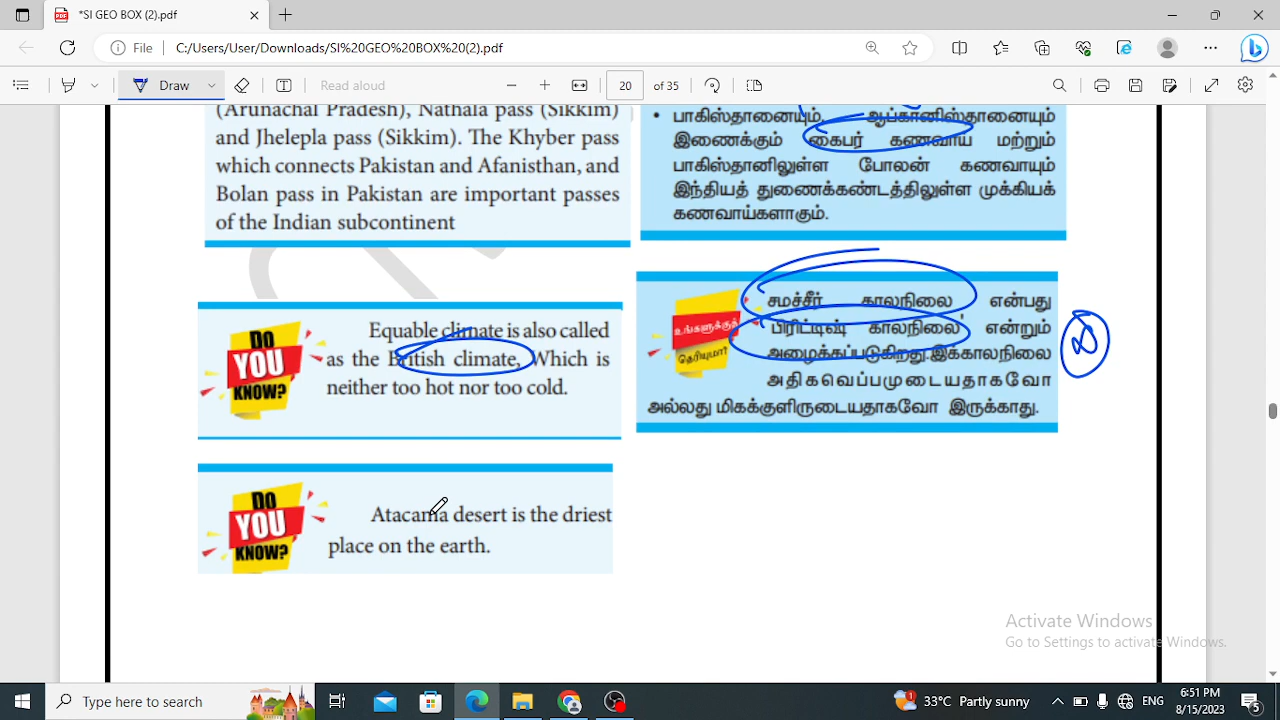 *SI GEO BOX (2).pdf
File
C:/Users/User/Downloads/SI%20GEO%20BOX%20(2).pdf
Draw
Read aloud
20
of 35
(Arunachal Pradesh), Nathala pass (Sikkim)
and Jhelepla pass (Sikkim). The Khyber pass
which connects Pakistan and Afanisthan, and
Bolan pass in Pakistan are important passes
of the Indian subcontinent
• பாகிஸ்தானையும், ஆப்கானிஸ்தானையும்
இணைக்கும் கைபர் கணவாய் மற்றும்
பாகிஸ்தானிலுள்ள போலன் கணவாயும்
இந்தியத் துணைக்கண்டத்திலுள்ள முக்கியக்
கணவாய்களாகும்.
DO
YOU
KNOW?
Equable climate is also called
as the British climate, Which is
neither too hot nor too cold.
உங்களுக்குத்
தெரியுமா?
சமச்சீர் காலநிலை என்பது
'பிரிட்டிஷ் காலநிலை' என்றும்
அழைக்கப்படுகிறது.இக்காலநிலை
அதிகவெப்பமுடையதாகவோ
அல்லது மிகக்குளிருடையதாகவோ இருக்காது.
DO
YOU
KNOW?
Atacama desert is the driest
place on the earth.
Activate Windows
Go to Settings to activate Windows.
Type here to search
33°C Partly sunny
ENG
6:51 PM
8/15/2023
5